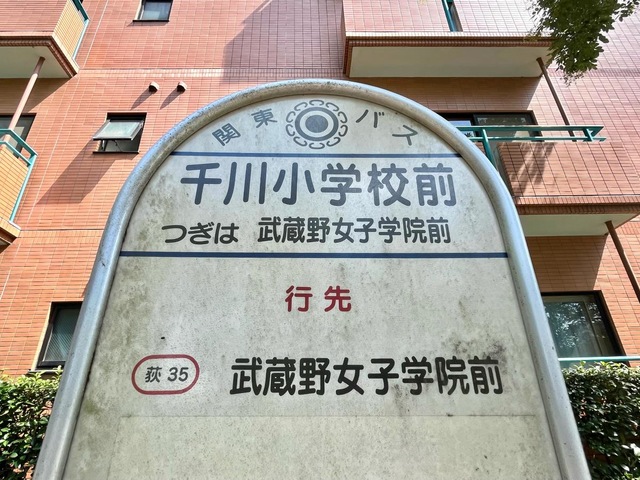 関東バス
千川小学校前
つぎは 武蔵野女子学院前
行先
荻35 武蔵野女子学院前